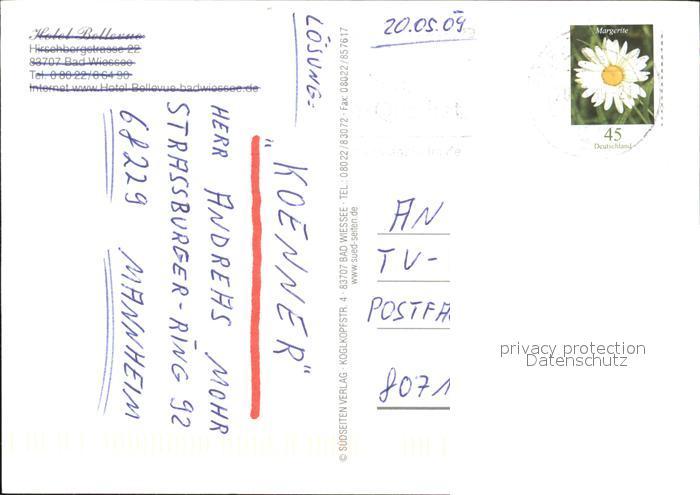 Hotel Bellevue
Hirschbergstrasse 22
83707 Bad Wiessee
Tel. 0 80 22 / 6 64 90
Internet www.Hotel-Bellevue-badwiessee.de
LÖSUNG:
"KOENNER"
HERR ANDREAS MOHR
STRASSBURGER-RING 92
68229 MANNHEIM
© SÜDSEITEN VERLAG · KOGLKOPFSTR. 4 · 83707 BAD WIESSEE · TEL.: 08022/83072 · Fax: 08022/857617
www.sued-seiten.de
20.05.09
Margerite
45
Deutschland
AN
TV-
POSTFA
8071
privacy protection
Datenschutz